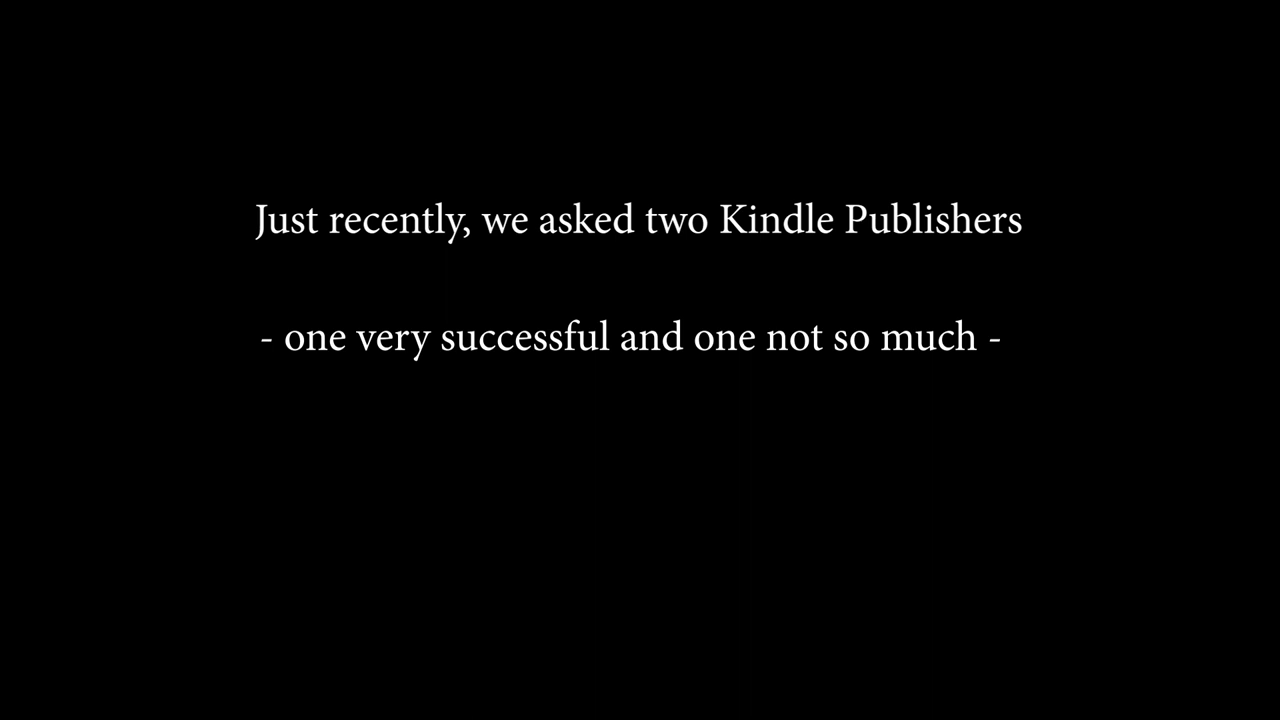 Just recently, we asked two Kindle Publishers
- one very successful and one not so much -